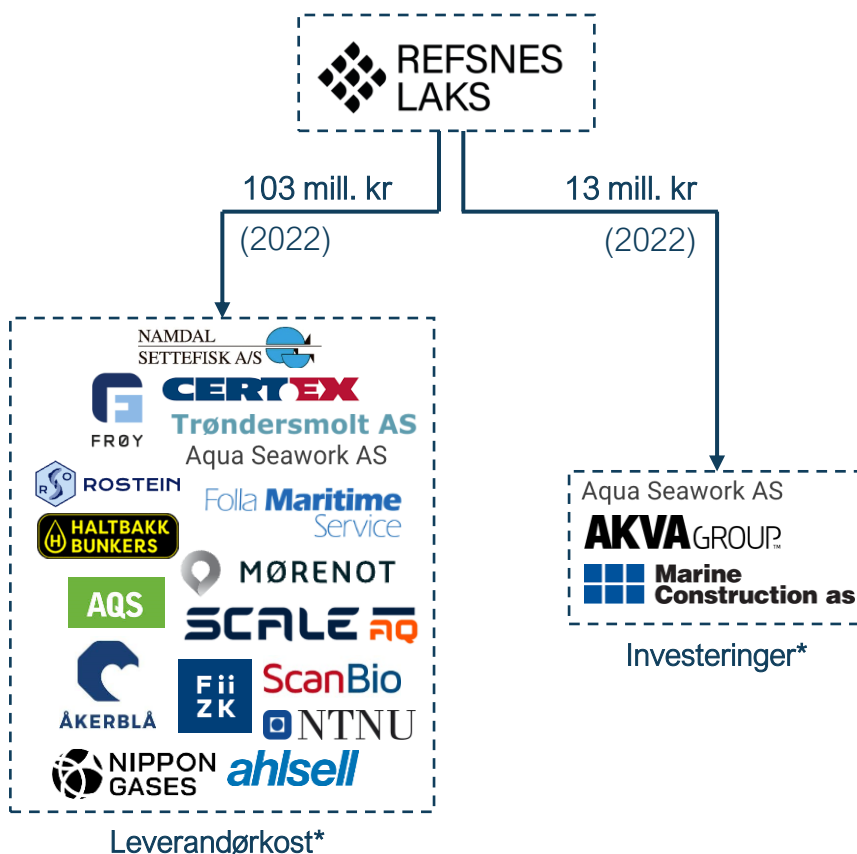 REFSNES
LAKS
103 mill. kr
(2022)
13 mill. kr
(2022)
NAMDAL
SETTEFISK A/S
FRØY
CERTEX
Trøndersmolt AS
Aqua Seawork AS
RSO
ROSTEIN
Folla Maritime
Service
H
HALTBAKK
BUNKERS
MØRENOT
AQS
SCALE AQ
ÅKERBLÅ
Fii
ZK
ScanBio
NTNU
NIPPON
GASES
ahlsell
Leverandørkost*
Aqua Seawork AS
AKVA GROUP™
Marine
Construction as
Investeringer*